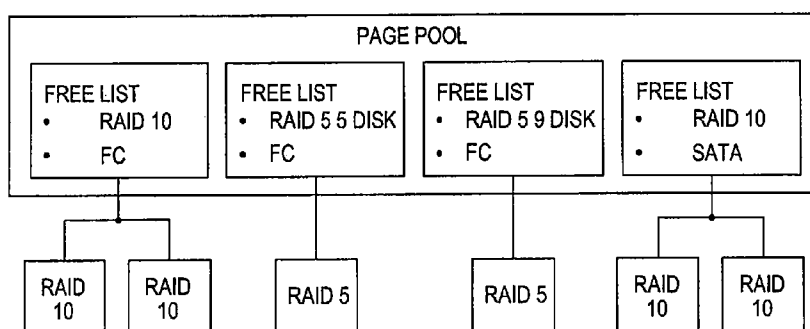 PAGE POOL
FREE LIST
• RAID 10
• FC
FREE LIST
• RAID 5 5 DISK
• FC
FREE LIST
• RAID 5 9 DISK
• FC
FREE LIST
• RAID 10
• SATA
RAID
10
RAID
10
RAID 5
RAID 5
RAID
10
RAID
10